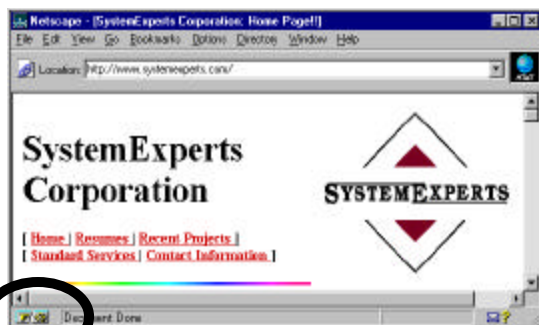 Netscape - [SystemExperts Corporation: Home Page!!]
File Edit View Go Bookmarks Options Directory Window Help
Location: http://www.systemexperts.com/
SystemExperts
Corporation
SYSTEMEXPERTS
[ Home | Resumes | Recent Projects ]
[ Standard Services | Contact Information ]
Document Done